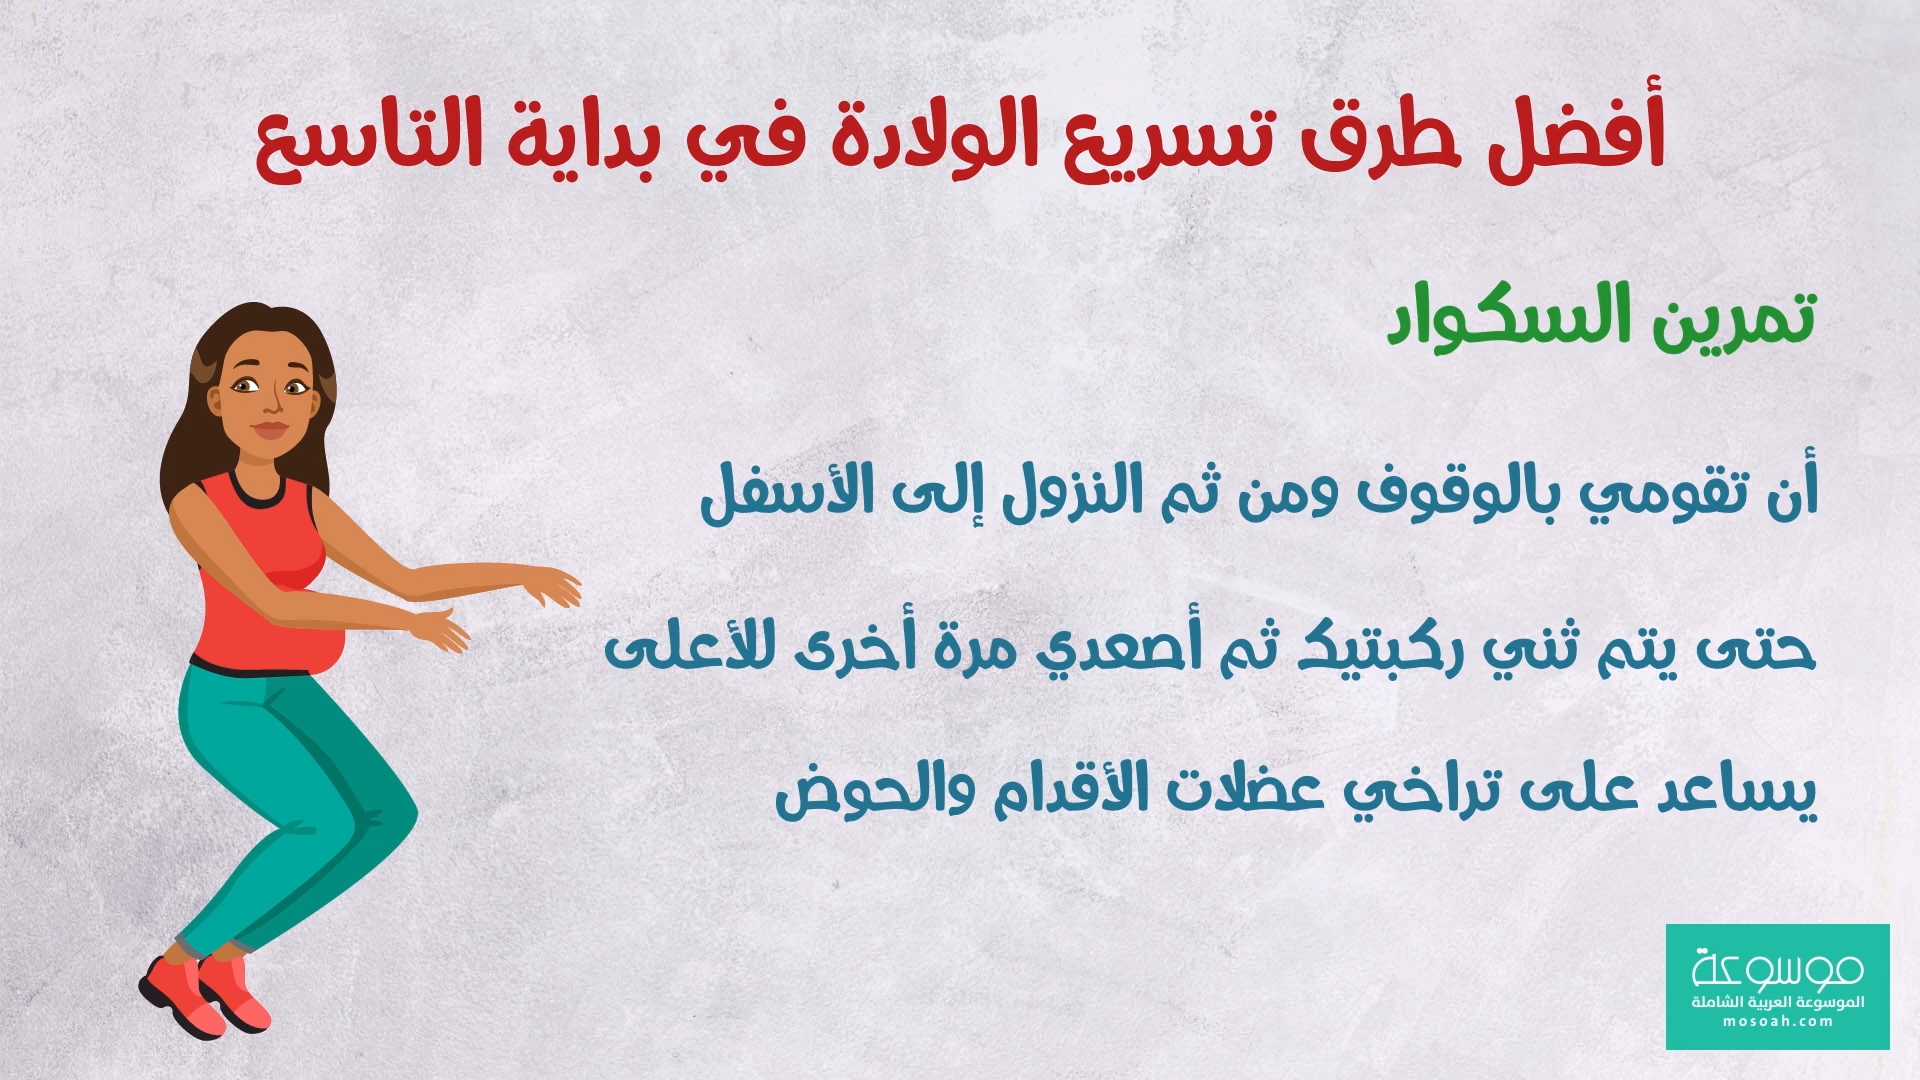 أفضل طرق تسريع الولادة في بداية التاسع
تمرين السكواد
أن تقومي بالوقوف ومن ثم النزول إلى الأسفل
حتى يتم ثني ركبتيك ثم أصعدي مرة أخرى للأعلى
يساعد على تراخي عضلات الأقدام والحوض
موسوعة
الموسوعة العربية الشاملة
mosoah.com